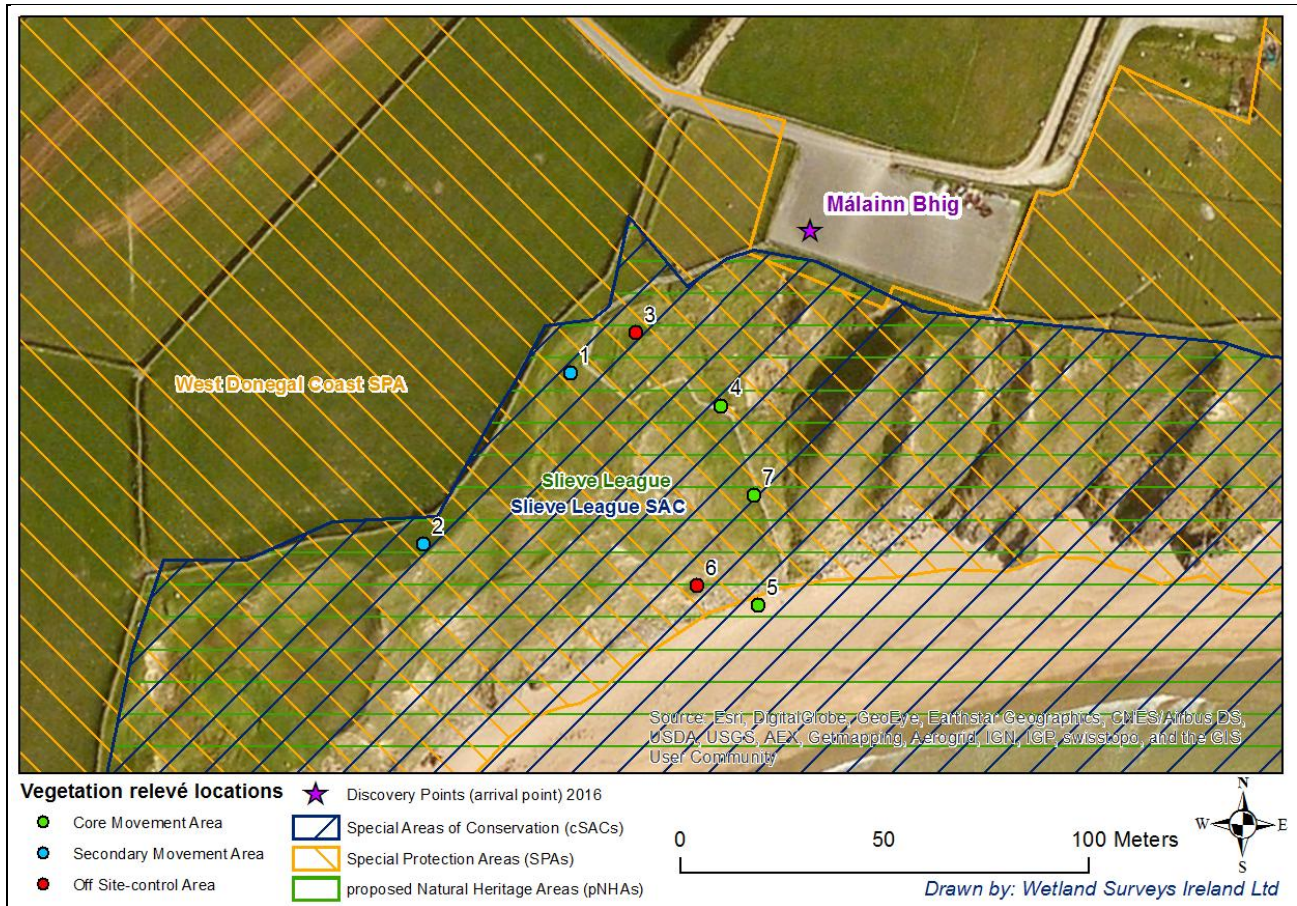 Málainn Bhig
3
1
West Donegal Coast SPA
4
7
Slieve League
Slieve League SAC
2
6
5
Source: Esri, DigitalGlobe, GeoEye, Earthstar Geographics, CNES/Airbus DS,
USDA, USGS, AEX, Getmapping, Aerogrid, IGN, IGP, swisstopo, and the GIS
User Community
Vegetation relevé locations
Core Movement Area
Secondary Movement Area
Off Site-control Area
Discovery Points (arrival point) 2016
Special Areas of Conservation (cSACs)
Special Protection Areas (SPAs)
proposed Natural Heritage Areas (pNHAs)
0 50 100 Meters
N
W E
S
Drawn by: Wetland Surveys Ireland Ltd